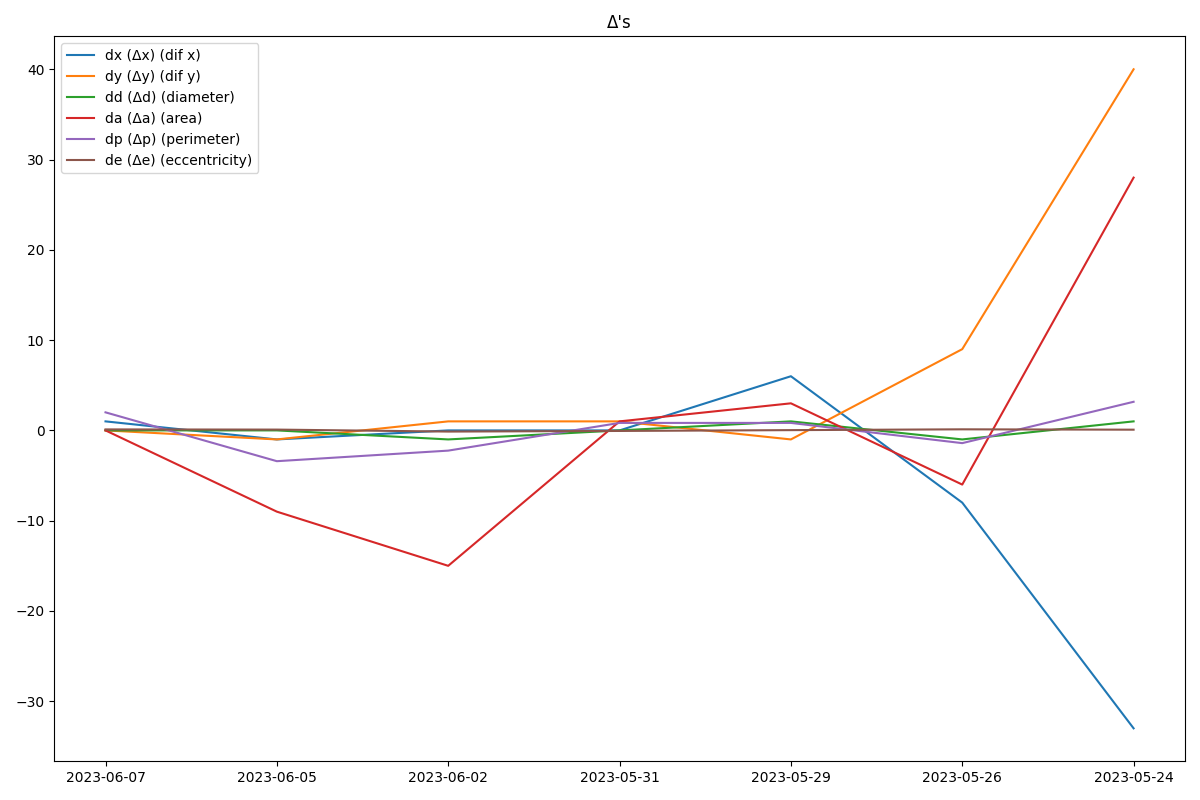 Δ's
dx (Δx) (dif x)
dy (Δy) (dif y)
dd (Δd) (diameter)
da (Δa) (area)
dp (Δp) (perimeter)
de (Δe) (eccentricity)
40
30
20
10
0
−10
−20
−30
2023-06-07 2023-06-05 2023-06-02 2023-05-31 2023-05-29 2023-05-26 2023-05-24